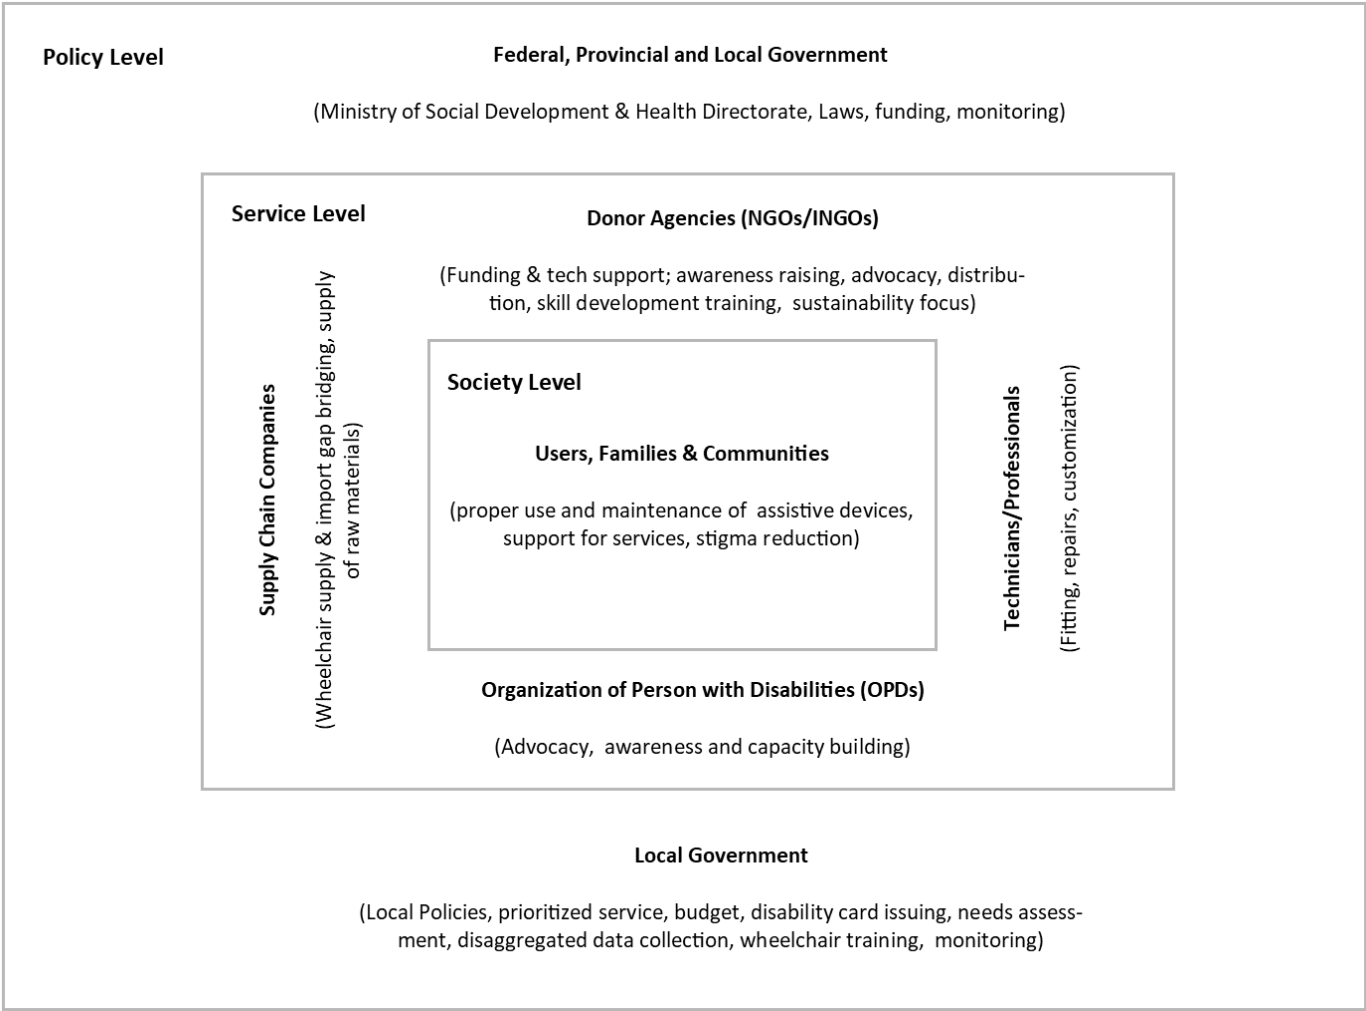 Policy Level
Federal, Provincial and Local Government
(Ministry of Social Development & Health Directorate, Laws, funding, monitoring)
Service Level
Donor Agencies (NGOs/INGOs)
(Funding & tech support; awareness raising, advocacy, distribu-
tion, skill development training, sustainability focus)
Supply Chain Companies
(Wheelchair supply & import gap bridging, supply
of raw materials)
Society Level
Users, Families & Communities
(proper use and maintenance of assistive devices,
support for services, stigma reduction)
Technicians/Professionals
(Fitting, repairs, customization)
Organization of Person with Disabilities (OPDs)
(Advocacy, awareness and capacity building)
Local Government
(Local Policies, prioritized service, budget, disability card issuing, needs assess-
ment, disaggregated data collection, wheelchair training, monitoring)